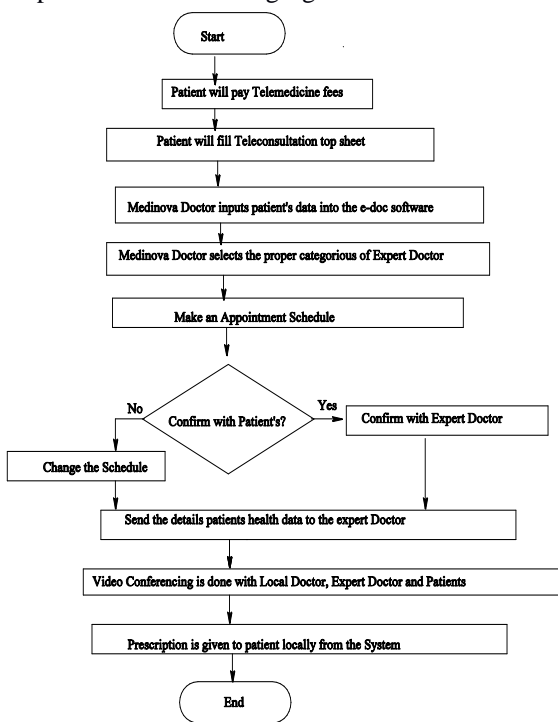 Start
Patient will pay Telemedicine fees
Patient will fill Teleconsultation top sheet
Medinova Doctor inputs patient's data into the e-doc software
Medinova Doctor selects the proper categorious of Expert Doctor
Make an Appointment Schedule
No
Confirm with Patient's?
Yes
Confirm with Expert Doctor
Change the Schedule
Send the details patients health data to the expert Doctor
Video Conferencing is done with Local Doctor, Expert Doctor and Patients
Prescription is given to patient locally from the System
End